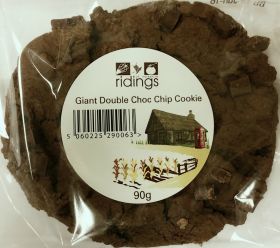 ridings
Giant Double Choc Chip Cookie
5 060225 290063 >
90g